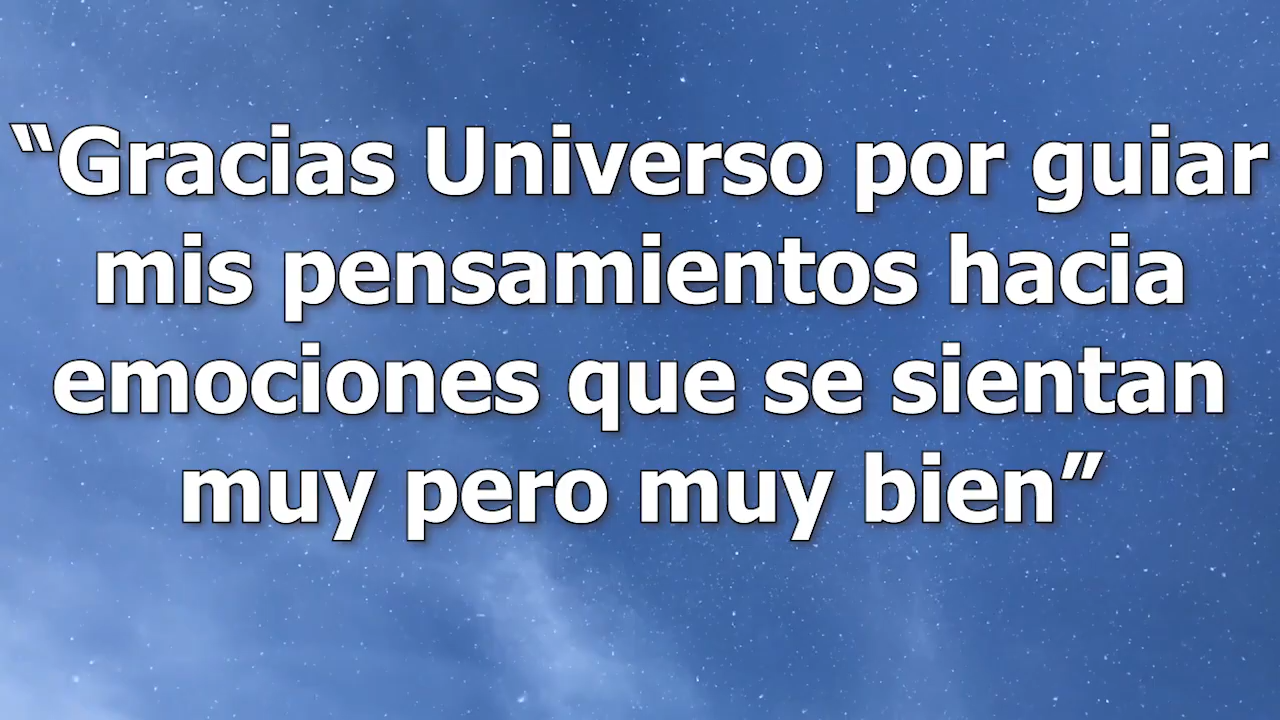 “Gracias Universo por guiar
mis pensamientos hacia
emociones que se sientan
muy pero muy bien”